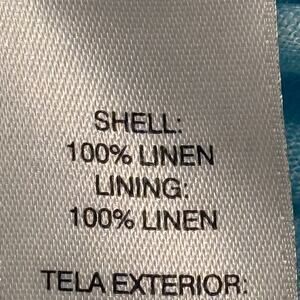 SHELL:
100% LINEN
LINING:
100% LINEN
TELA EXTERIOR: